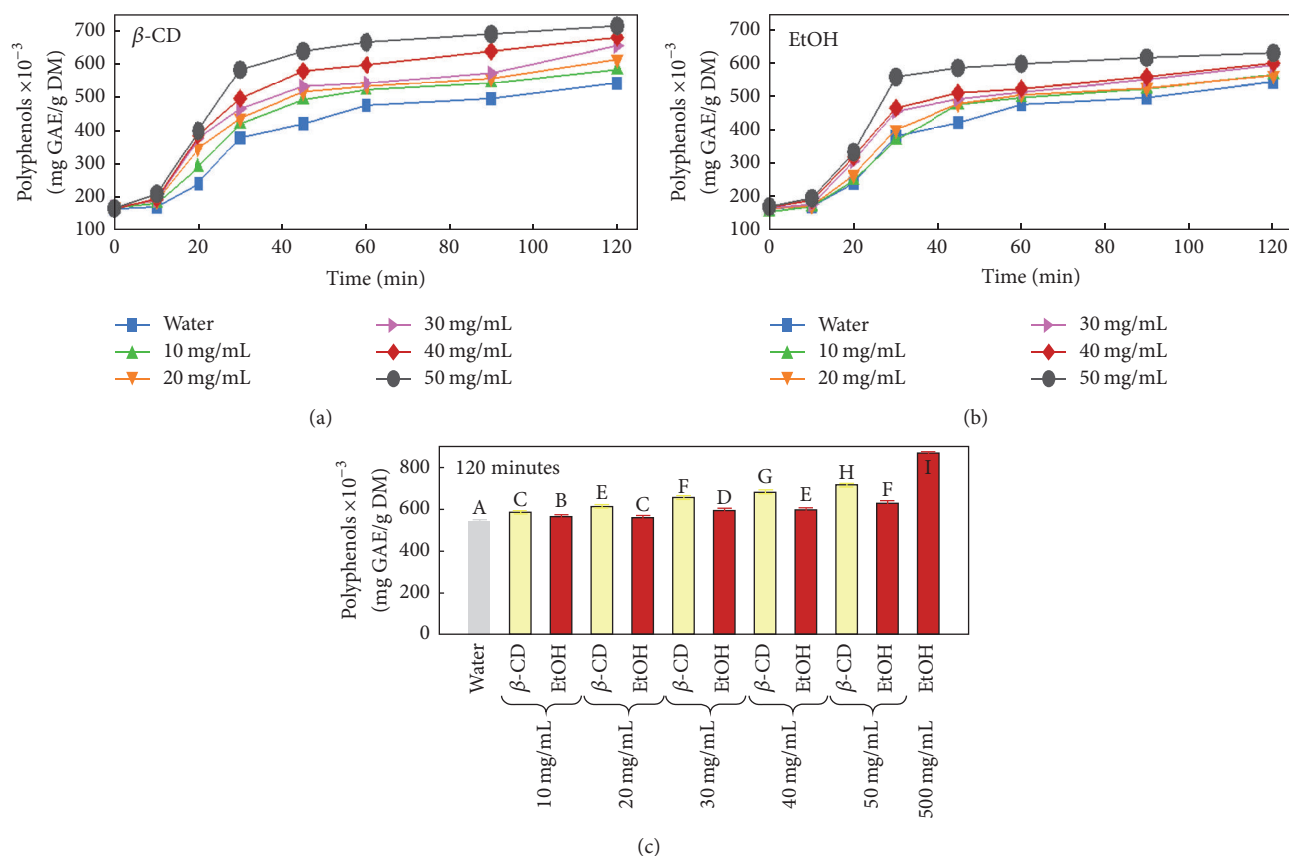 β-CD
Polyphenols ×10⁻³
(mg GAE/g DM)
700
600
500
400
300
200
100
0 20 40 60 80 100 120
Time (min)
Water
10 mg/mL
20 mg/mL
30 mg/mL
40 mg/mL
50 mg/mL
(a)
EtOH
Polyphenols ×10⁻³
(mg GAE/g DM)
700
600
500
400
300
200
100
0 20 40 60 80 100 120
Time (min)
Water
10 mg/mL
20 mg/mL
30 mg/mL
40 mg/mL
50 mg/mL
(b)
120 minutes
Polyphenols ×10⁻³
(mg GAE/g DM)
800
600
400
200
0
A C B E C F D G E H F I
Water β-CD EtOH β-CD EtOH β-CD EtOH β-CD EtOH β-CD EtOH EtOH
10 mg/mL 20 mg/mL 30 mg/mL 40 mg/mL 50 mg/mL 500 mg/mL
(c)